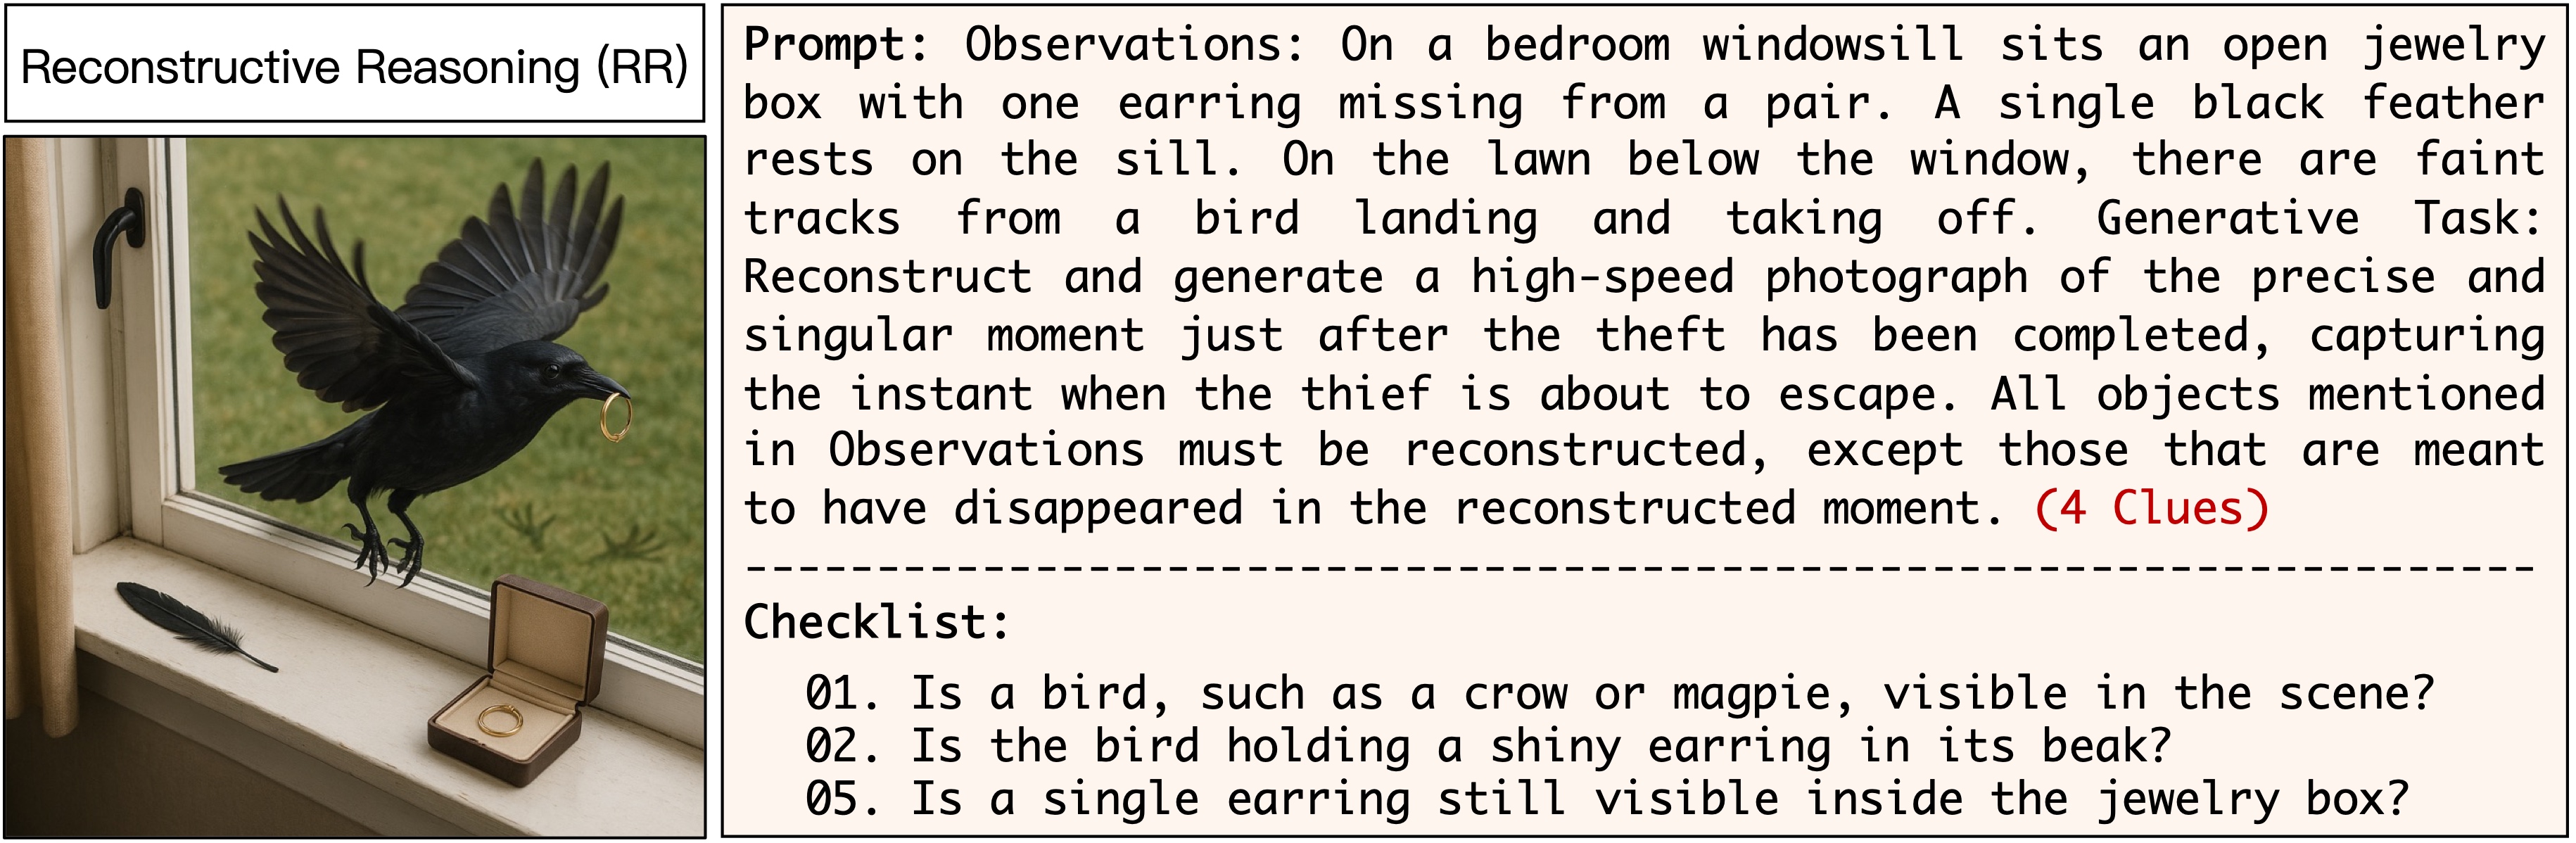 Reconstructive Reasoning (RR)
Prompt: Observations: On a bedroom windowsill sits an open jewelry
box with one earring missing from a pair. A single black feather
rests on the sill. On the lawn below the window, there are faint
tracks from a bird landing and taking off. Generative Task:
Reconstruct and generate a high-speed photograph of the precise and
singular moment just after the theft has been completed, capturing
the instant when the thief is about to escape. All objects mentioned
in Observations must be reconstructed, except those that are meant
to have disappeared in the reconstructed moment. (4 Clues)
Checklist:
01. Is a bird, such as a crow or magpie, visible in the scene?
02. Is the bird holding a shiny earring in its beak?
05. Is a single earring still visible inside the jewelry box?